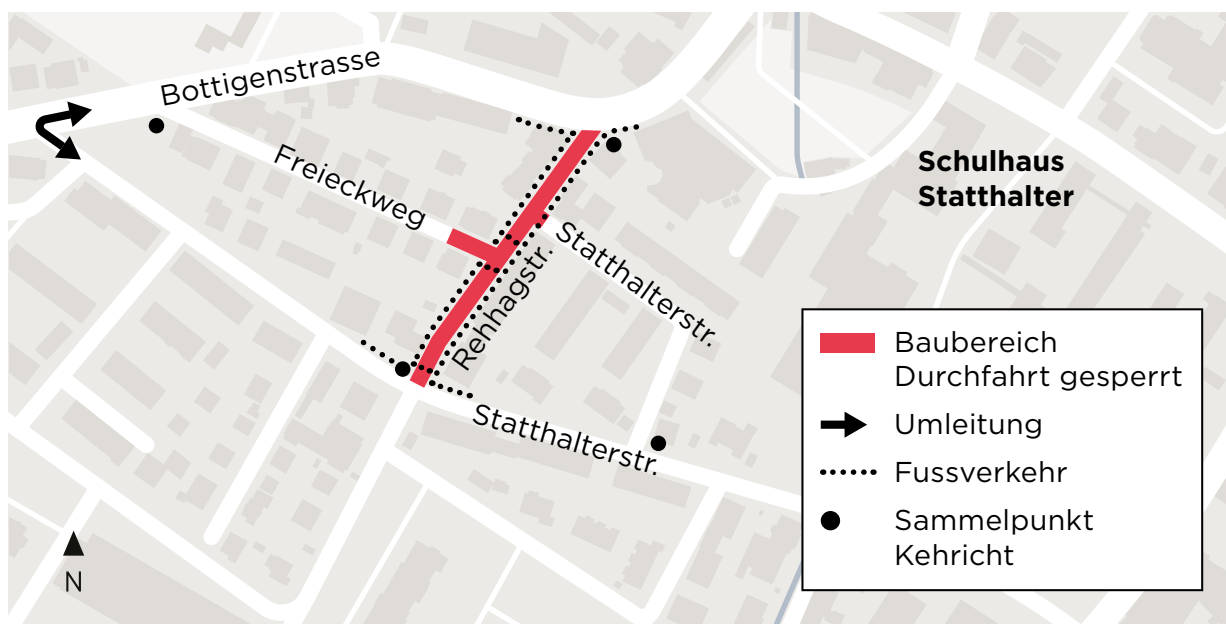 Bottigenstrasse
Freieckweg
Schulhaus
Statthalter
Statthalterstr.
Rehhagstr.
Statthalterstr.
Baubereich
Durchfahrt gesperrt
Umleitung
Fussverkehr
Sammelpunkt
Kehricht
N